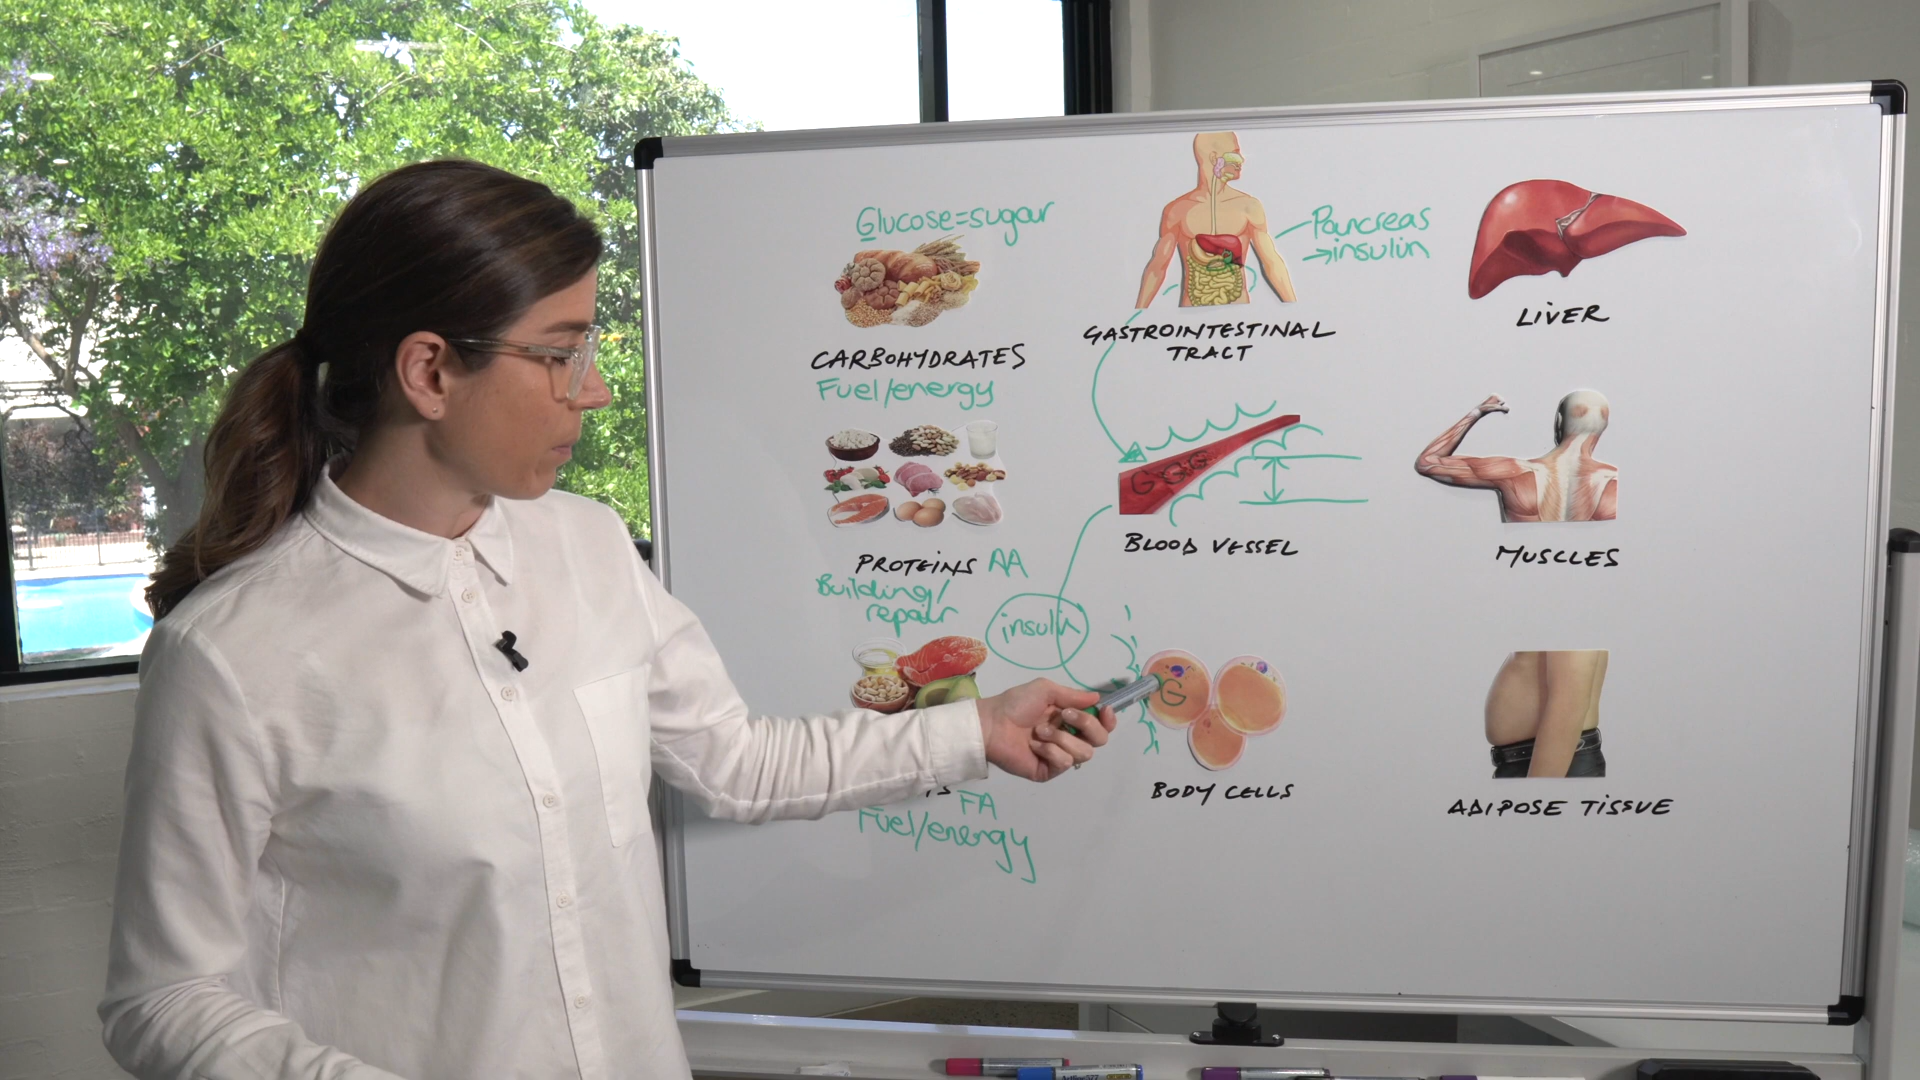 Glucose=sugar
CARBOHYDRATES
Fuel/energy
PROTEINS AA
Building/
repair
FA
Fuel/energy
GASTROINTESTINAL
TRACT
Pancreas
→insulin
G G G
BLOOD VESSEL
insulin
G
BODY CELLS
LIVER
MUSCLES
ADIPOSE TISSUE